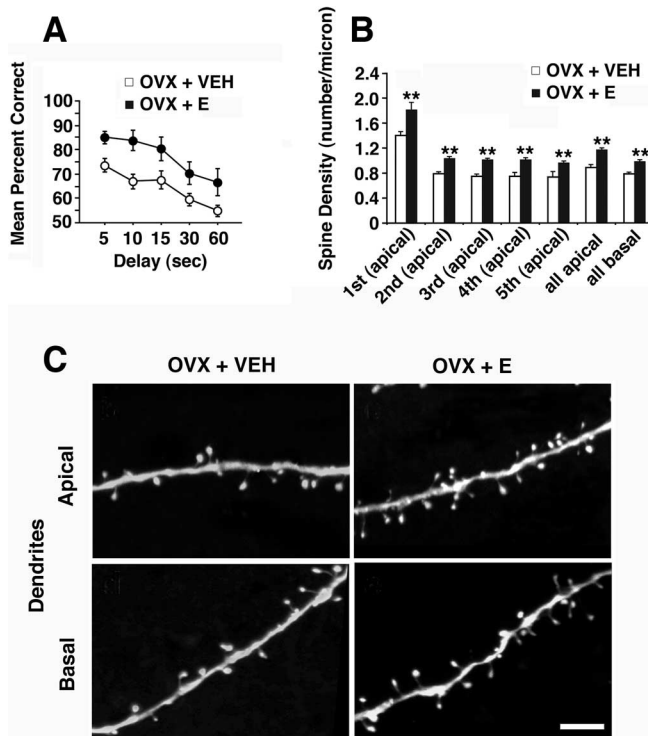 A
OVX + VEH
OVX + E
Mean Percent Correct
100
90
80
70
60
50
5 10 15 30 60
Delay (sec)
B
OVX + VEH
OVX + E
Spine Density (number/micron)
2.4
2.0
1.6
1.2
0.8
0.4
0
** ** ** ** ** ** **
1st (apical)
2nd (apical)
3rd (apical)
4th (apical)
5th (apical)
all apical
all basal
C
OVX + VEH OVX + E
Dendrites
Apical
Basal